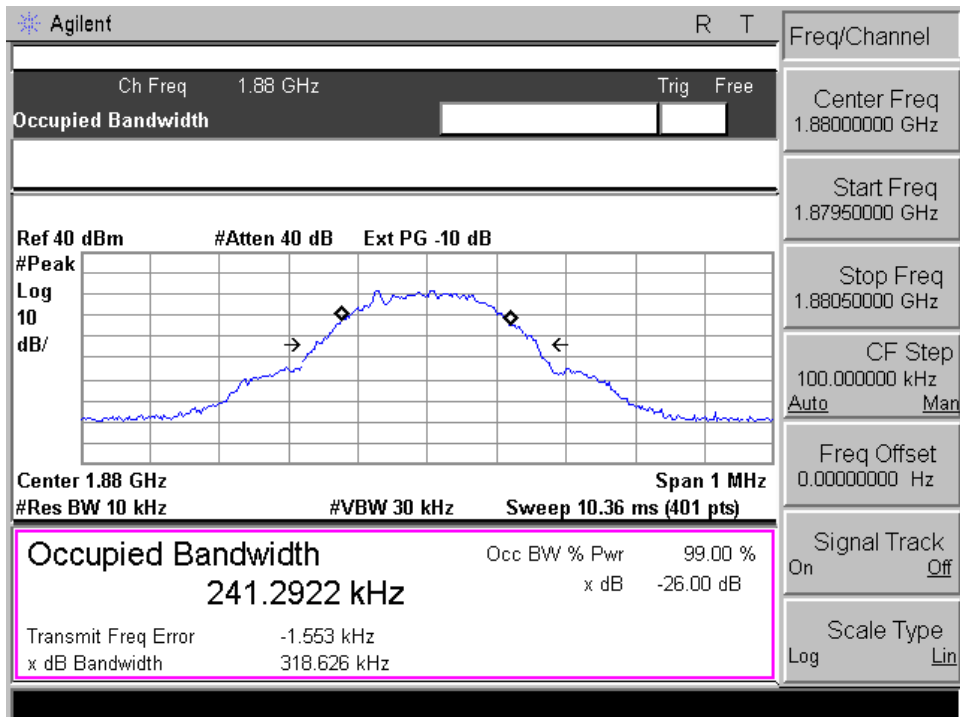 Agilent R T
Ch Freq 1.88 GHz Trig Free
Occupied Bandwidth
Ref 40 dBm #Atten 40 dB Ext PG -10 dB
#Peak
Log
10
dB/
Center 1.88 GHz Span 1 MHz
#Res BW 10 kHz #VBW 30 kHz Sweep 10.36 ms (401 pts)
Occupied Bandwidth Occ BW % Pwr 99.00 %
241.2922 kHz x dB -26.00 dB
Transmit Freq Error -1.553 kHz
x dB Bandwidth 318.626 kHz
Freq/Channel
Center Freq
1.88000000 GHz
Start Freq
1.87950000 GHz
Stop Freq
1.88050000 GHz
CF Step
100.000000 kHz
Auto Man
Freq Offset
0.00000000 Hz
Signal Track
On Off
Scale Type
Log Lin